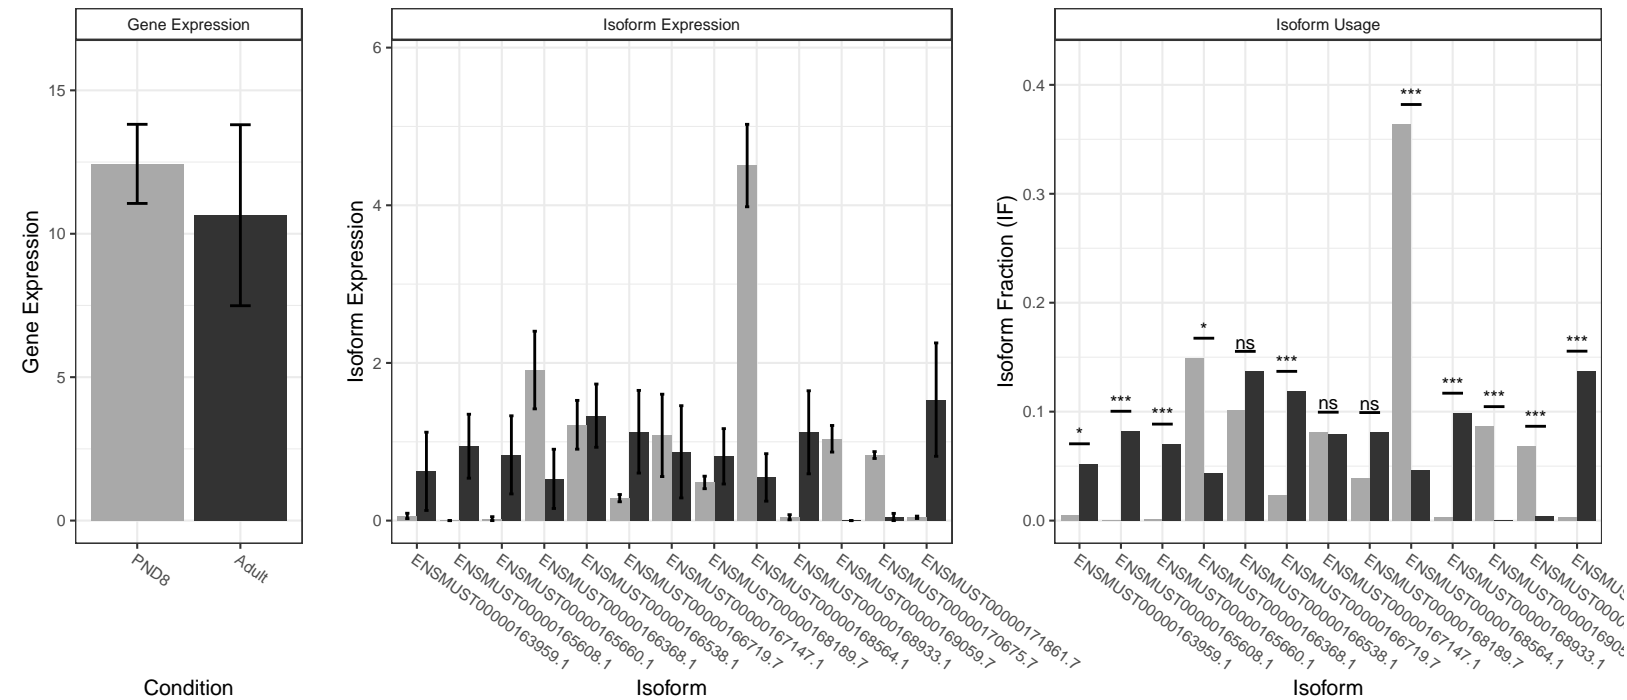 Gene Expression
Isoform Expression
Isoform Usage
Gene Expression
15
10
5
0
PND8
Adult
Condition
Isoform Expression
6
4
2
0
ENSMUST00000163959.1
ENSMUST00000165608.1
ENSMUST00000165660.1
ENSMUST00000166368.1
ENSMUST00000166538.1
ENSMUST00000166719.7
ENSMUST00000167147.1
ENSMUST00000168189.7
ENSMUST00000168564.1
ENSMUST00000168933.1
ENSMUST00000169059.7
ENSMUST00000170675.7
ENSMUST00000171861.7
Isoform
Isoform Fraction (IF)
0.4
0.3
0.2
0.1
0.0
*
***
***
*
ns
***
ns
ns
***
***
***
***
***
ENSMUST00000163959.1
ENSMUST00000165608.1
ENSMUST00000165660.1
ENSMUST00000166368.1
ENSMUST00000166538.1
ENSMUST00000166719.7
ENSMUST00000167147.1
ENSMUST00000168189.7
ENSMUST00000168564.1
ENSMUST00000168933.1
Isoform